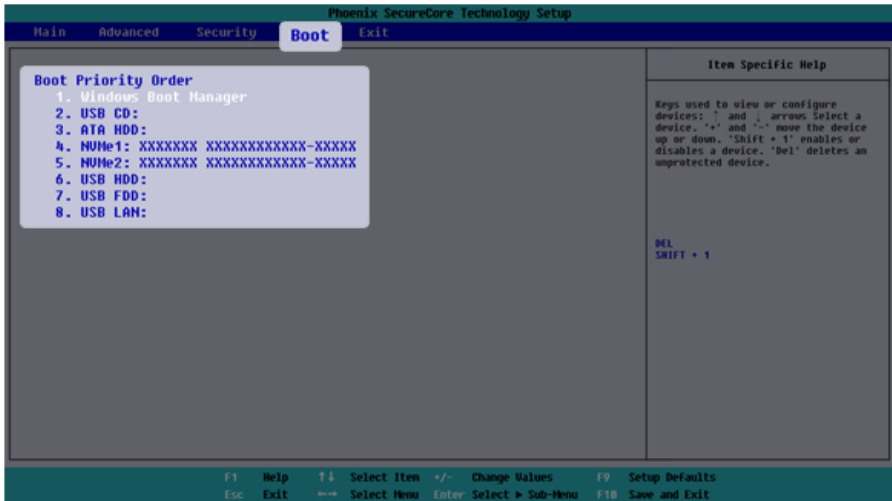 Phoenix SecureCore Technology Setup
Main Advanced Security Boot Exit
Boot Priority Order
1. Windows Boot Manager
2. USB CD:
3. ATA HDD:
4. NVMe1: XXXXXXX XXXXXXXXXXXX-XXXXX
5. NVMe2: XXXXXXX XXXXXXXXXXXX-XXXXX
6. USB HDD:
7. USB FDD:
8. USB LAN:
Item Specific Help
Keys used to view or configure
devices: ↑ and ↓ arrows Select a
device. '+' and '-' move the device
up or down. 'Shift + 1' enables or
disables a device. 'Del' deletes an
unprotected device.
DEL
SHIFT + 1
F1 Help ↑↓ Select Item +/- Change Values F9 Setup Defaults
Esc Exit ←→ Select Menu Enter Select ► Sub-Menu F10 Save and Exit